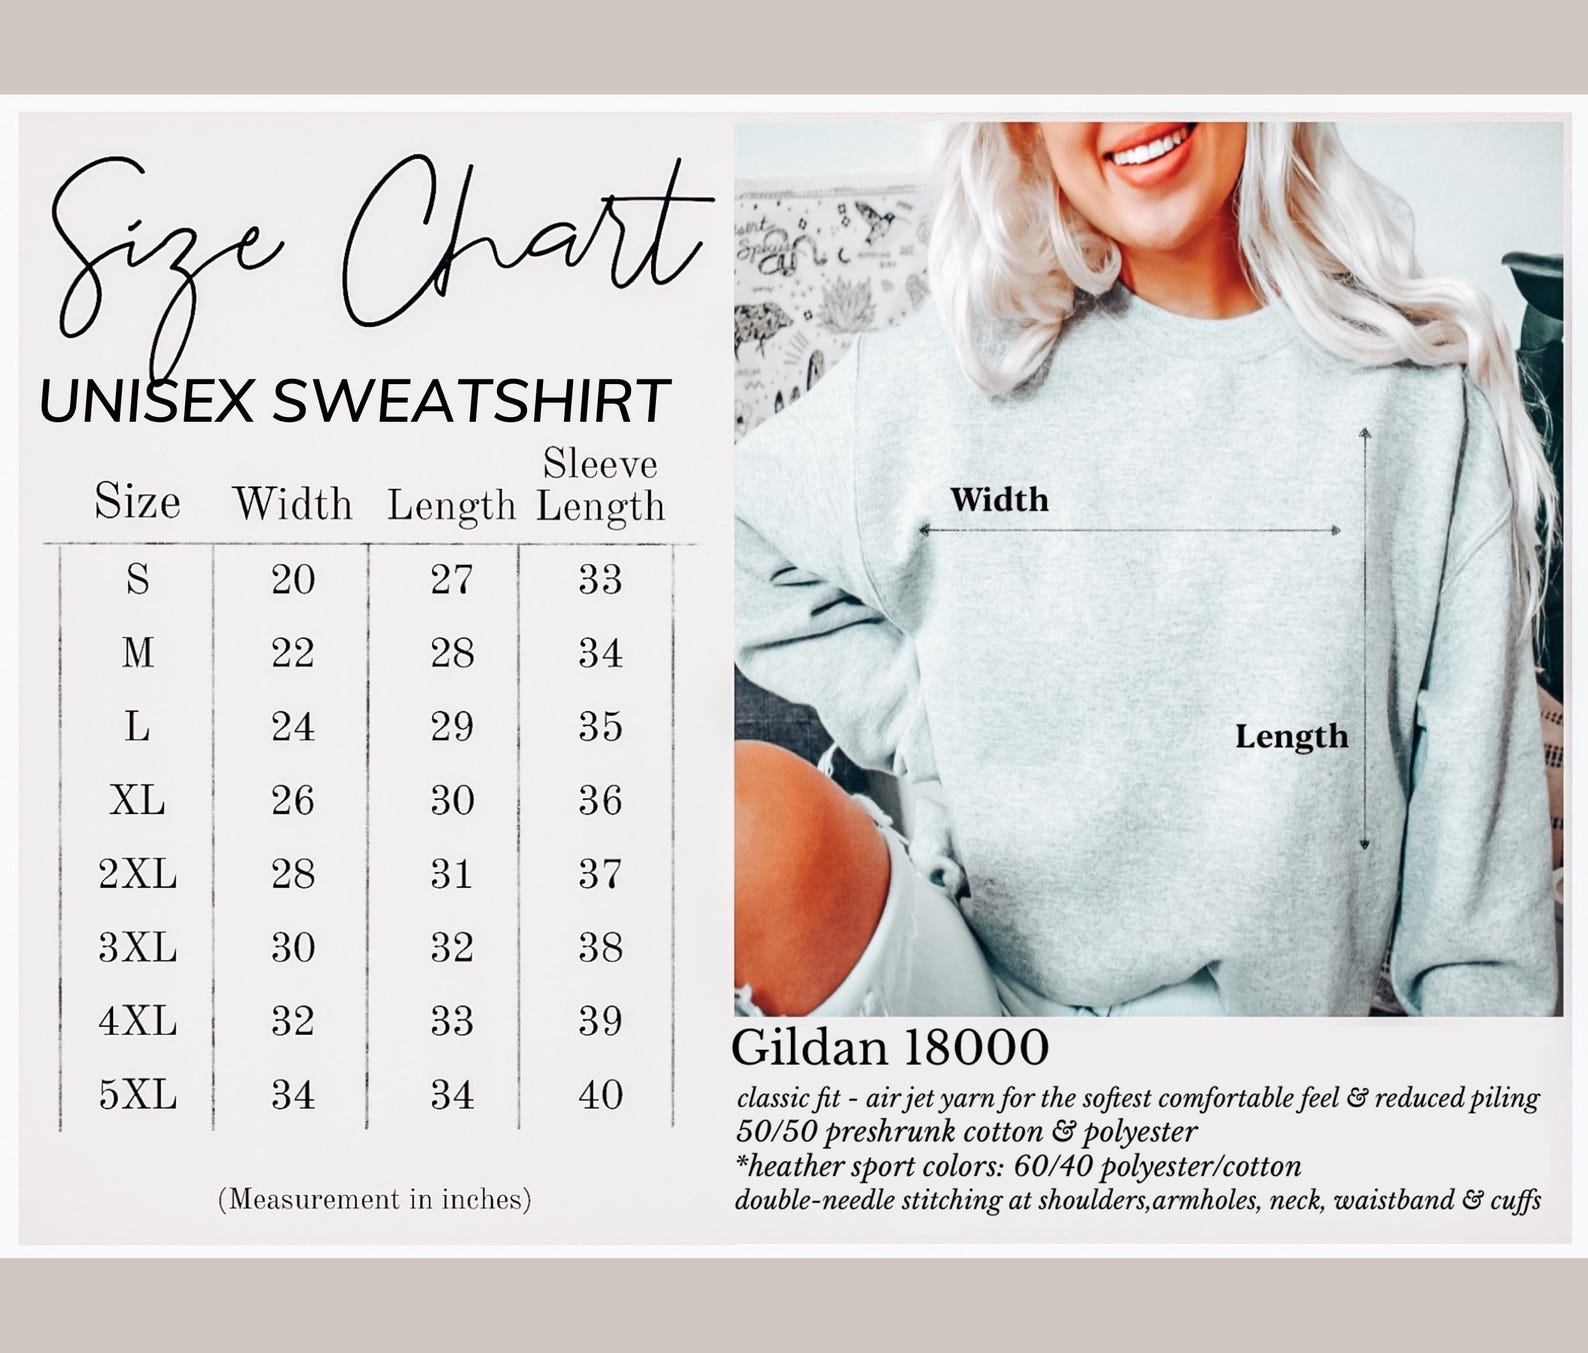 Size Chart
UNISEX SWEATSHIRT
Size Width Length Sleeve Length
S 20 27 33
M 22 28 34
L 24 29 35
XL 26 30 36
2XL 28 31 37
3XL 30 32 38
4XL 32 33 39
5XL 34 34 40
(Measurement in inches)
Width
Length
Gildan 18000
classic fit - air jet yarn for the softest comfortable feel & reduced piling
50/50 preshrunk cotton & polyester
*heather sport colors: 60/40 polyester/cotton
double-needle stitching at shoulders,armholes, neck, waistband & cuffs